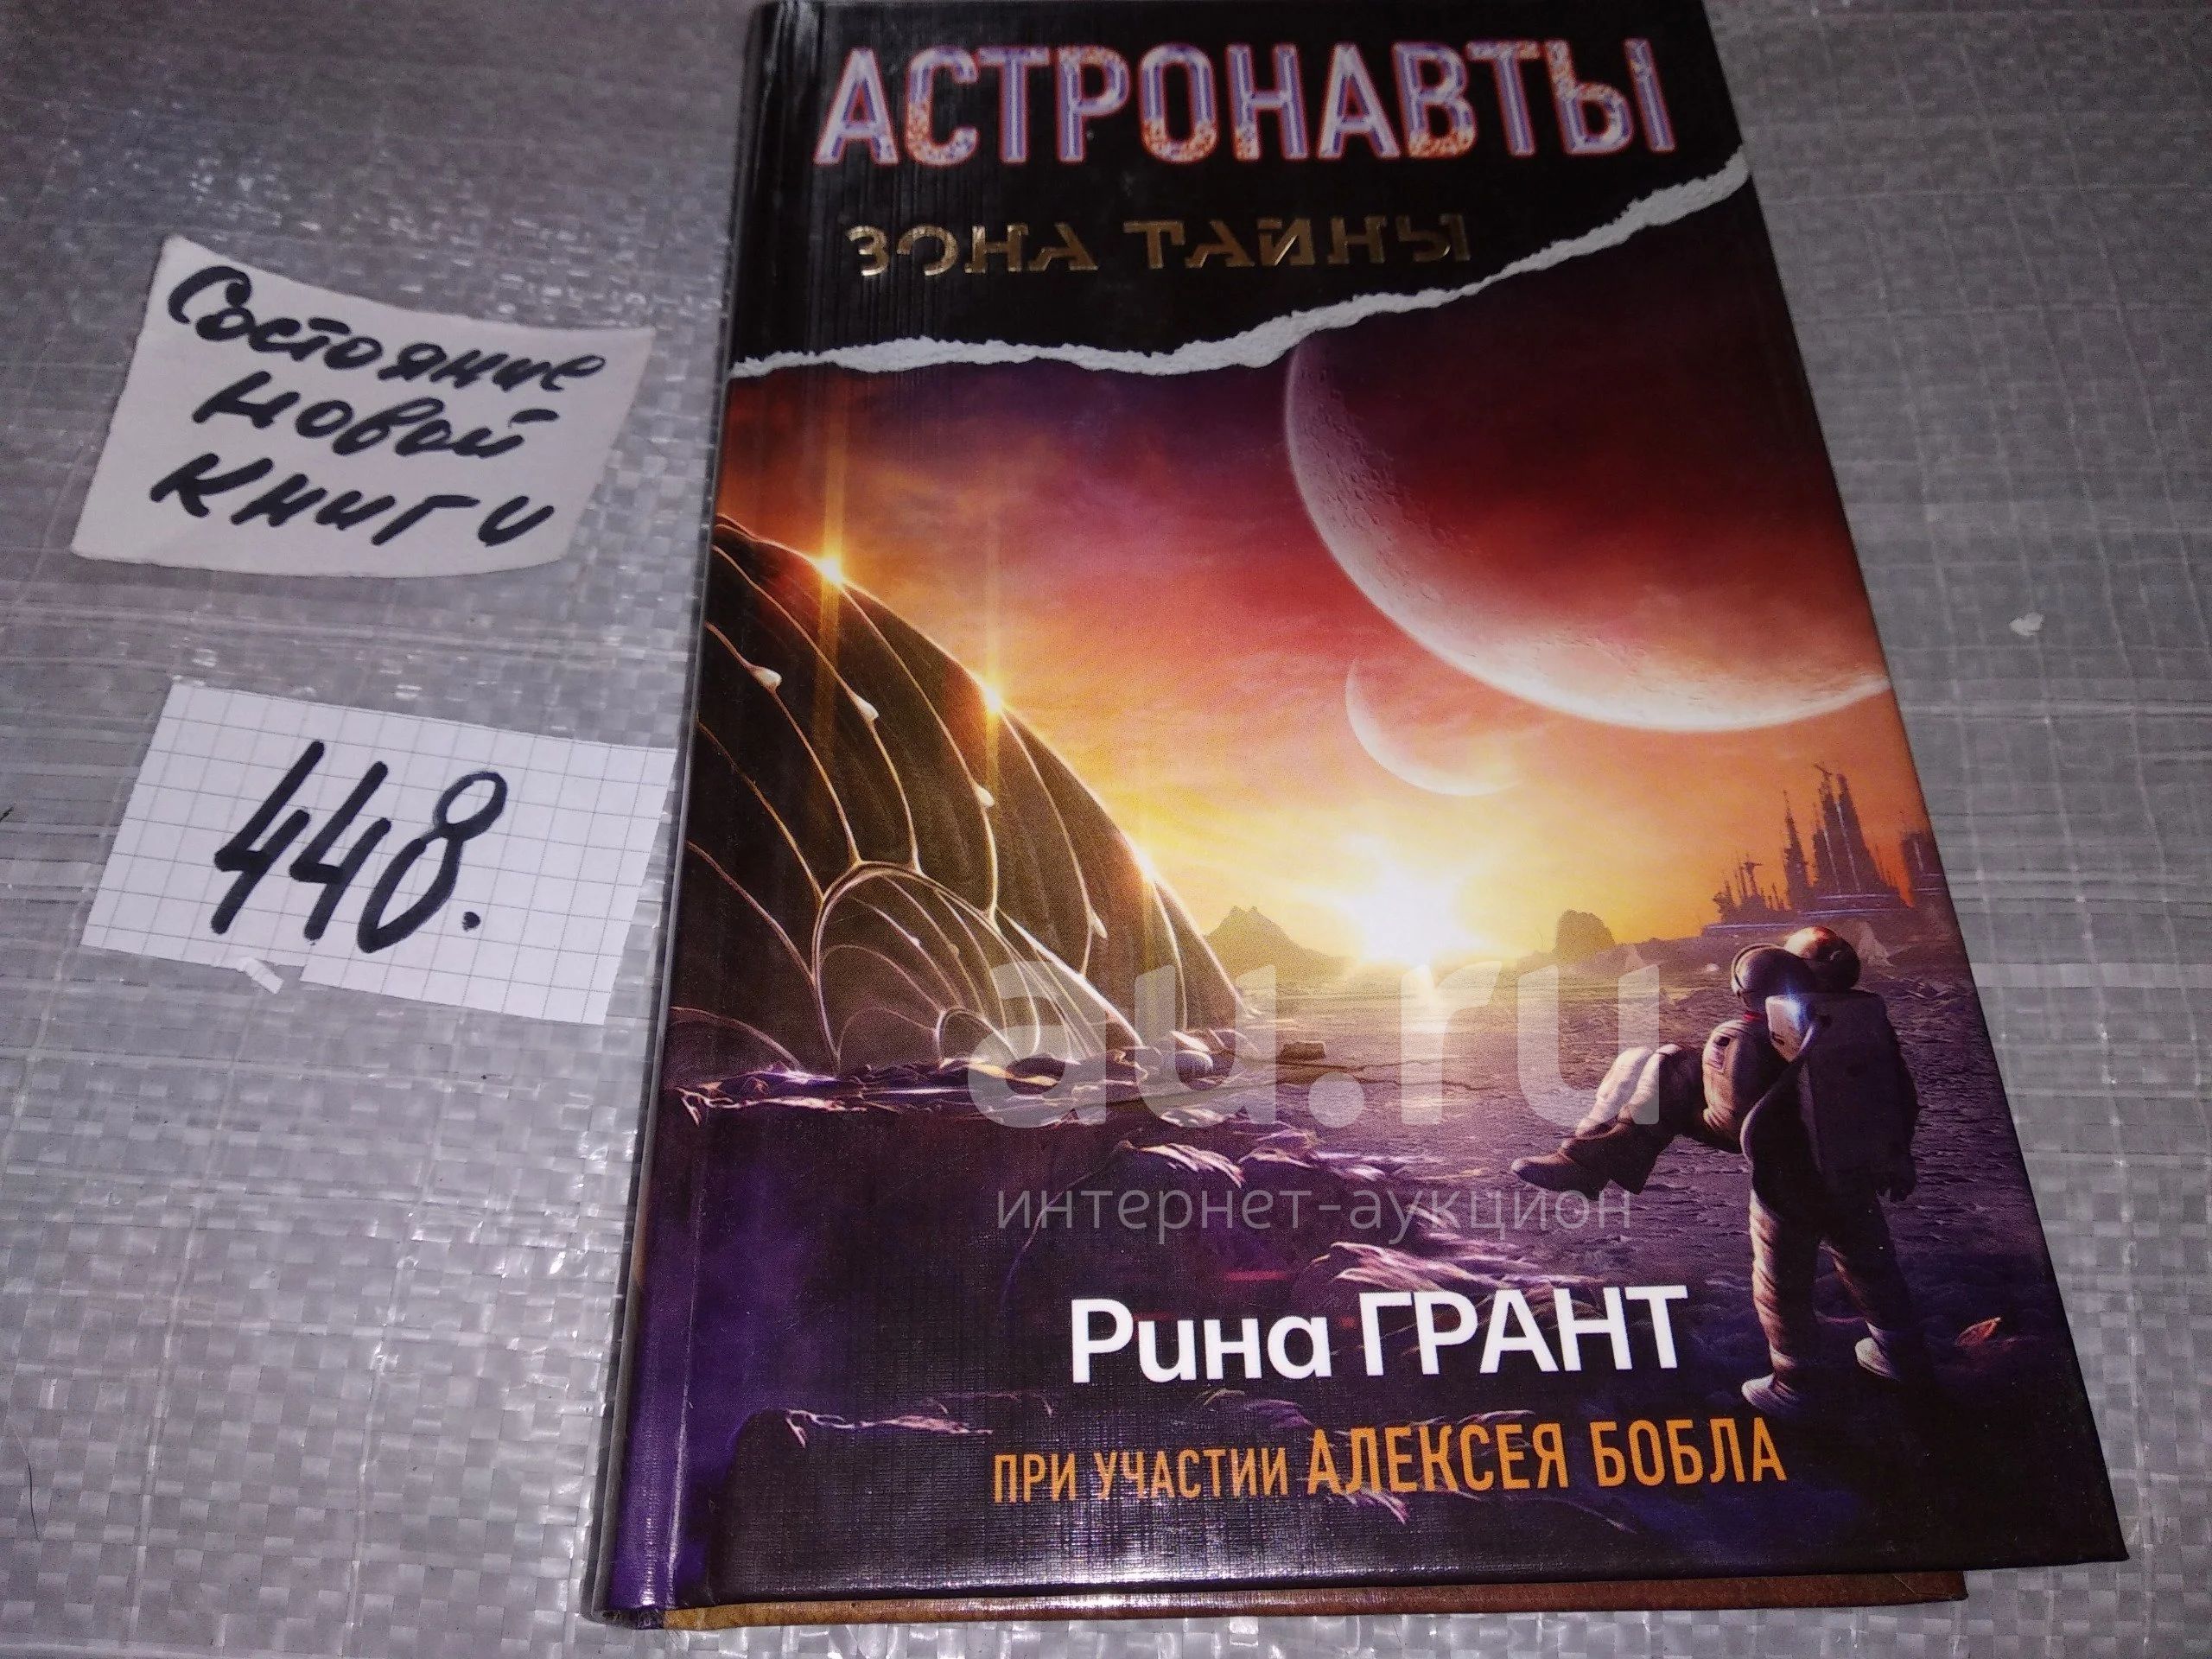 АСТРОНАВТЫ
ЗОНА ТАЙНЫ
Состояние
новой
книги
448.
au.ru
интернет-аукцион
Рина ГРАНТ
ПРИ УЧАСТИИ АЛЕКСЕЯ БОБЛА